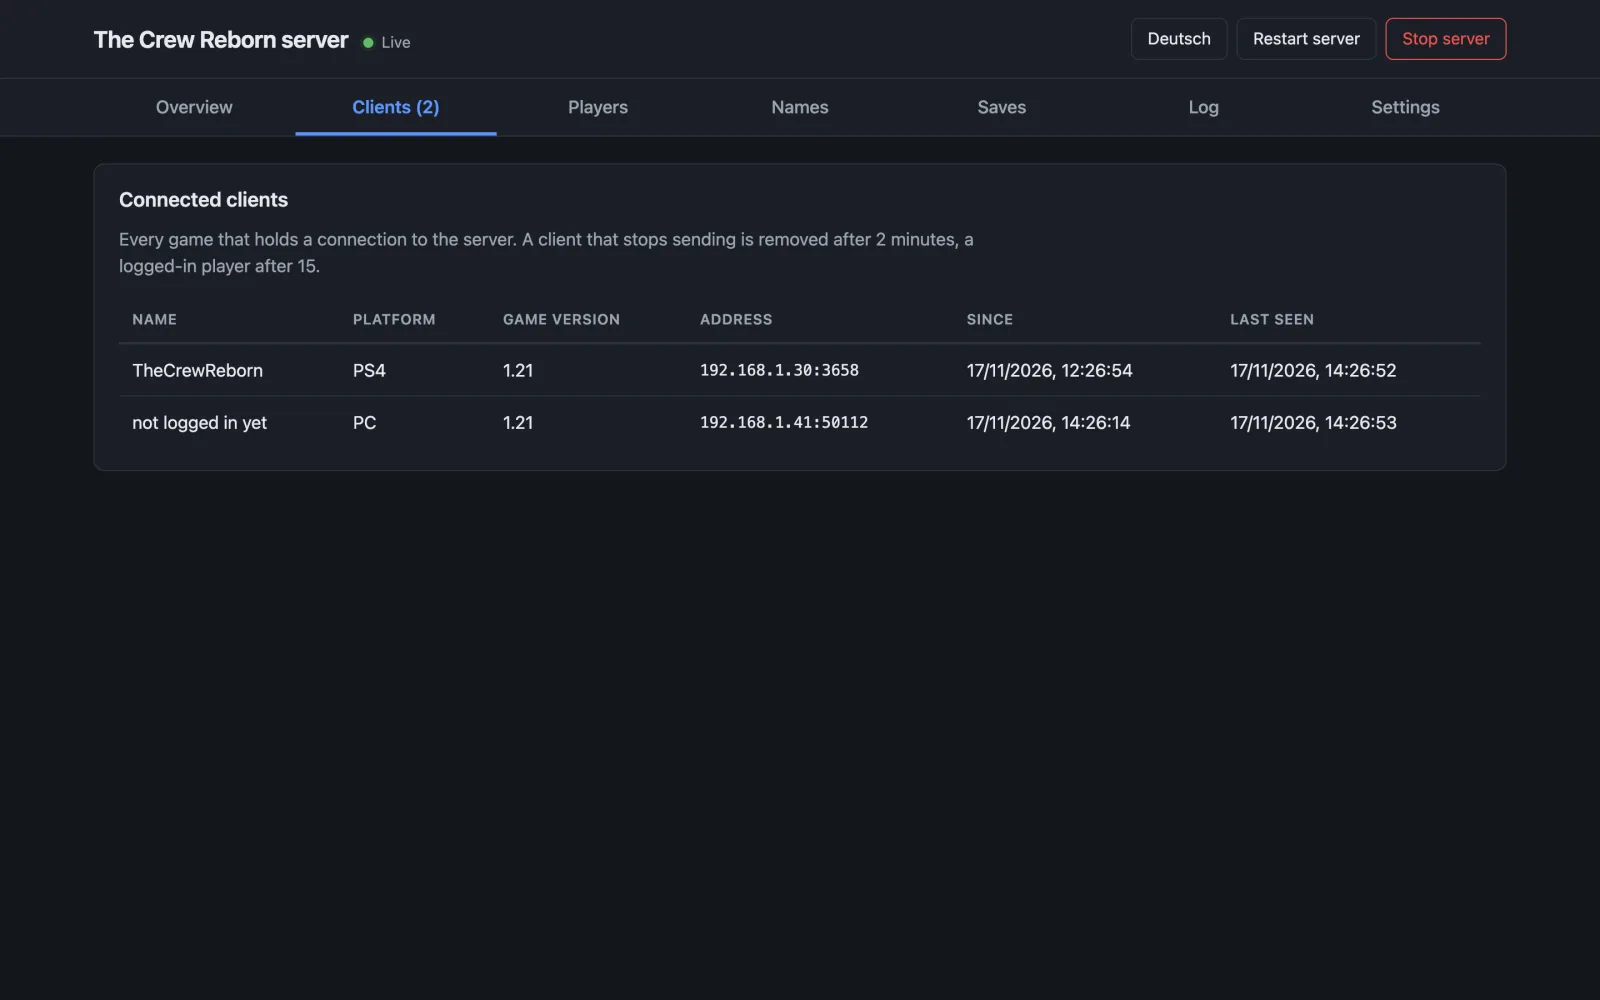 The Crew Reborn server
Live
Deutsch
Restart server
Stop server
Overview
Clients (2)
Players
Names
Saves
Log
Settings
Connected clients
Every game that holds a connection to the server. A client that stops sending is removed after 2 minutes, a
logged-in player after 15.
NAME PLATFORM GAME VERSION ADDRESS SINCE LAST SEEN
TheCrewReborn PS4 1.21 192.168.1.30:3658 17/11/2026, 12:26:54 17/11/2026, 14:26:52
not logged in yet PC 1.21 192.168.1.41:50112 17/11/2026, 14:26:14 17/11/2026, 14:26:53